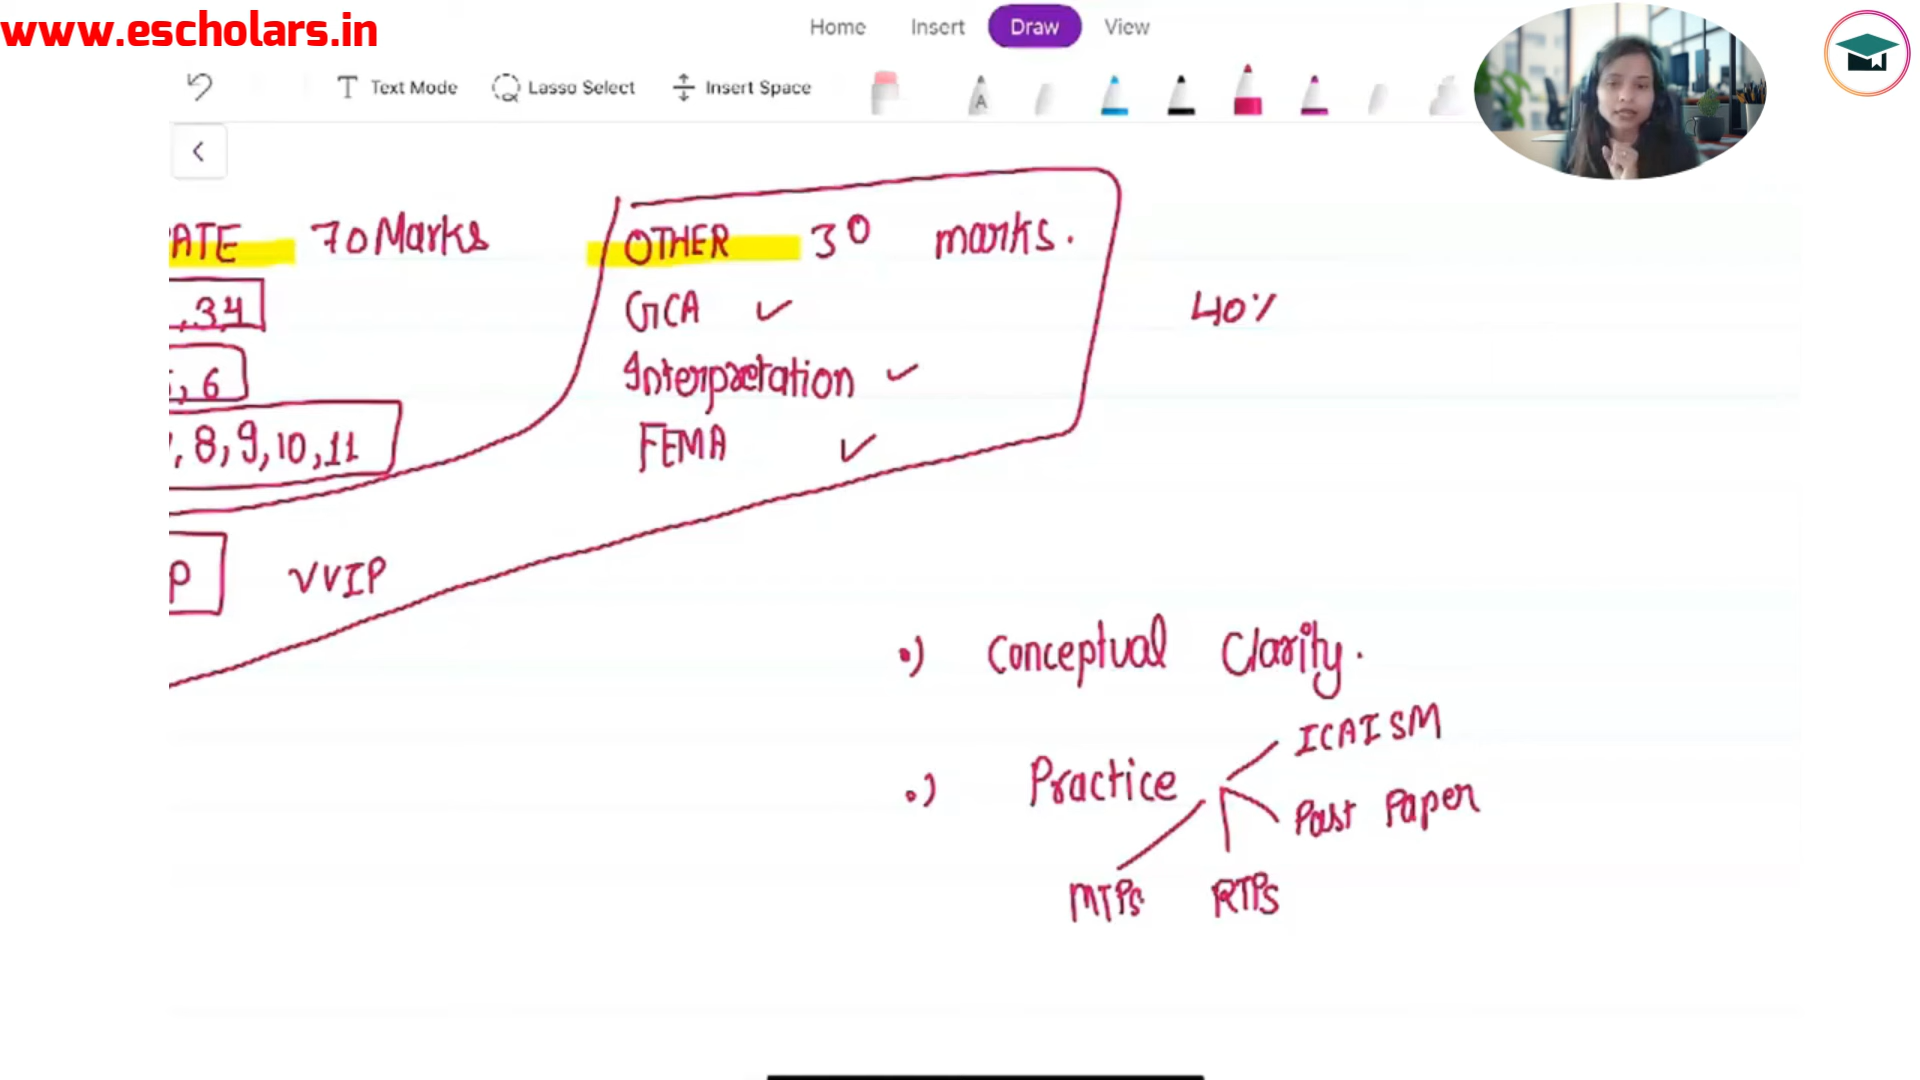 www.escholars.in
Home Insert Draw View
Text Mode Lasso Select Insert Space
A
ATE 70 Marks
OTHER 30 marks.
, 3,4
GCA ✓
40%
, 6
Interpretation ✓
, 8, 9, 10, 11
FEMA ✓
P VVIP
•) Conceptual Clarity.
ICAI SM
•) Practice
Past Paper
MTPs RTPs